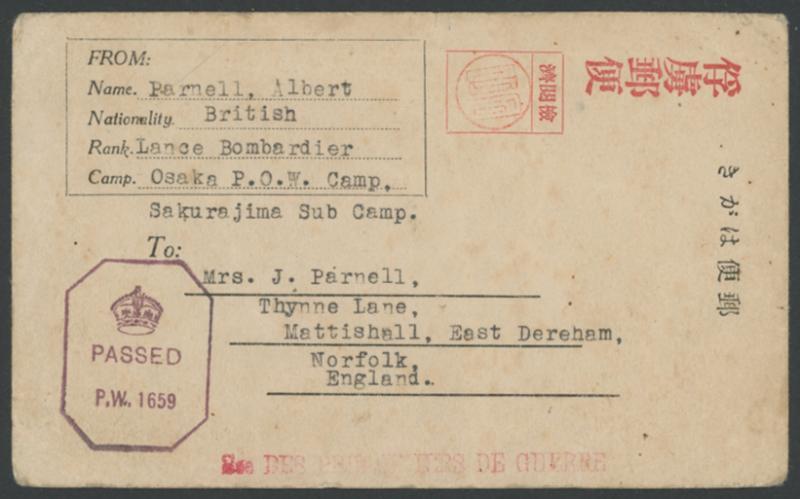 FROM:
Name. Parnell, Albert
Nationality. British
Rank. Lance Bombardier
Camp. Osaka P.O.W. Camp,
Sakurajima Sub Camp.
To:
Mrs. J. Parnell,
Thynne Lane,
Mattishall, East Dereham,
Norfolk,
England.
俘虜郵便
検閲済
郵便はがき
PASSED
P.W. 1659
DES DE GUERRE